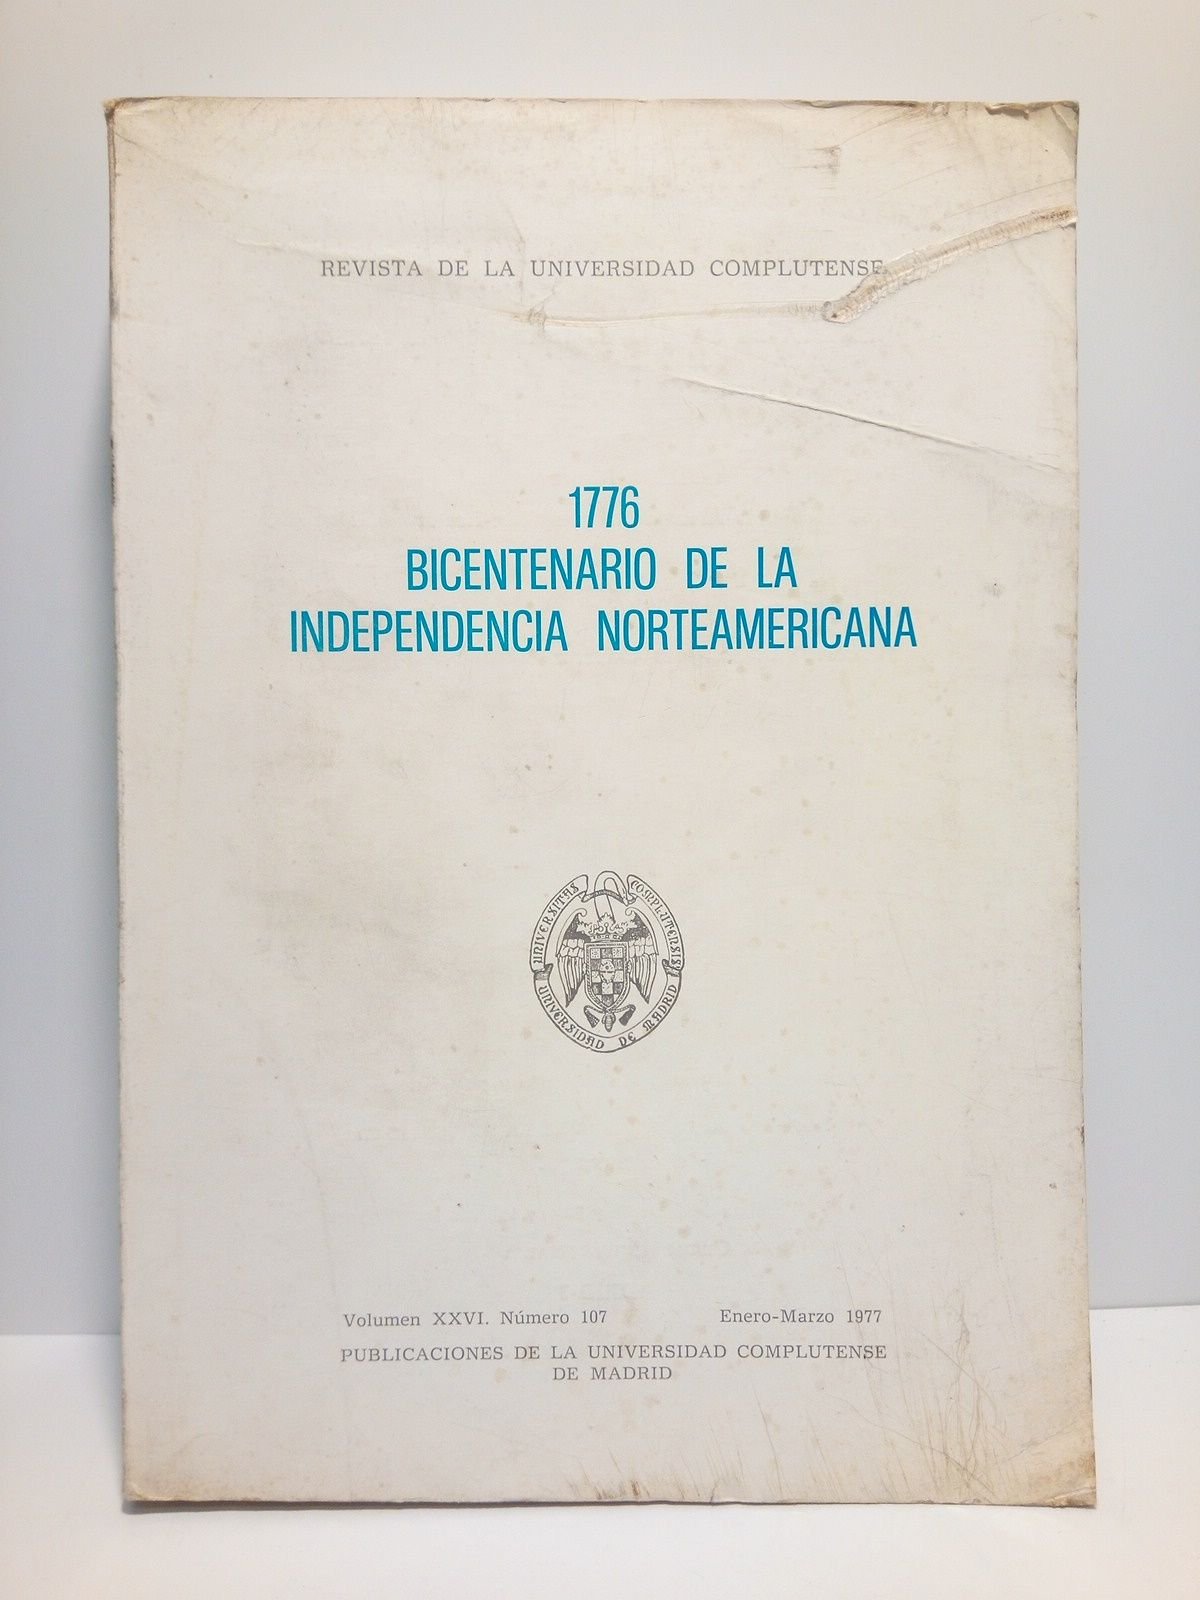 REVISTA DE LA UNIVERSIDAD COMPLUTENSE
1776
BICENTENARIO DE LA
INDEPENDENCIA NORTEAMERICANA
UNIVERSITAS COMPLUTENSIS
UNIVERSIDAD DE MADRID
Volumen XXVI. Número 107 Enero-Marzo 1977
PUBLICACIONES DE LA UNIVERSIDAD COMPLUTENSE
DE MADRID